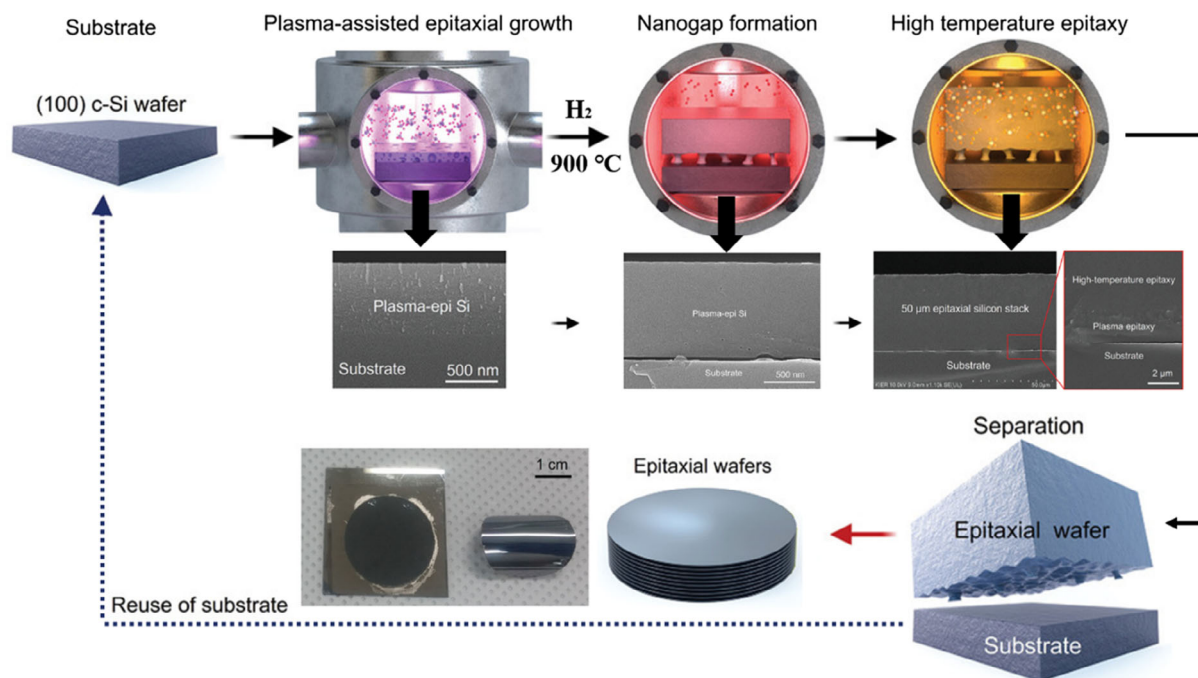 Substrate
Plasma-assisted epitaxial growth
Nanogap formation
High temperature epitaxy
(100) c-Si wafer
H₂
900 ℃
Plasma-epi Si
Substrate
500 nm
Plasma-epi Si
Substrate
500 nm
50 µm epitaxial silicon stack
Substrate
High-temperature epitaxy
Plasma epitaxy
Substrate
2 µm
1 cm
Epitaxial wafers
Separation
Epitaxial wafer
Substrate
Reuse of substrate